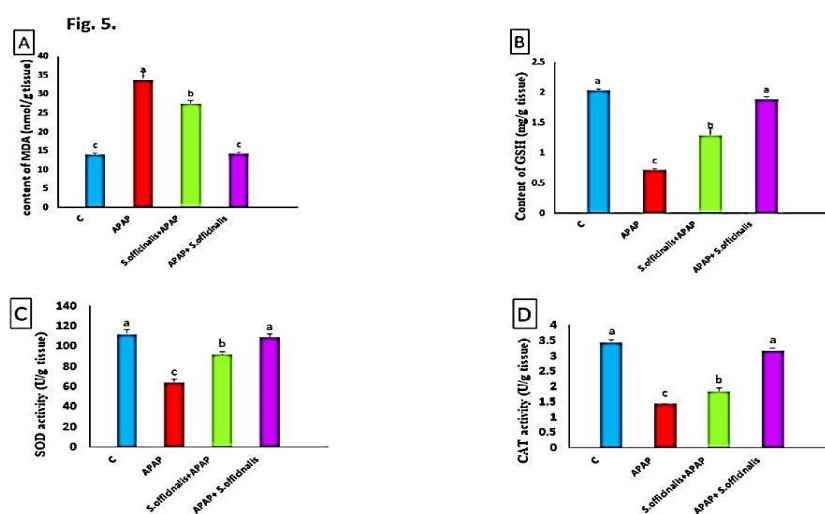 Fig. 5.
A
content of MDA (nmol/g tissue)
40
35
30
25
20
15
10
5
0
c
a
b
c
C
APAP
S.officinalis+APAP
APAP+ S.officinalis
B
Content of GSH (mg/g tissue)
2.5
2
1.5
1
0.5
0
a
c
b
a
C
APAP
S.officinalis+APAP
APAP+ S.officinalis
C
SOD activity (U/g tissue)
140
120
100
80
60
40
20
0
a
c
b
a
C
APAP
S.officinalis+APAP
APAP+ S.officinalis
D
CAT activity (U/g tissue)
4
3.5
3
2.5
2
1.5
1
0.5
0
a
c
b
a
C
APAP
S.officinalis+APAP
APAP+ S.officinalis